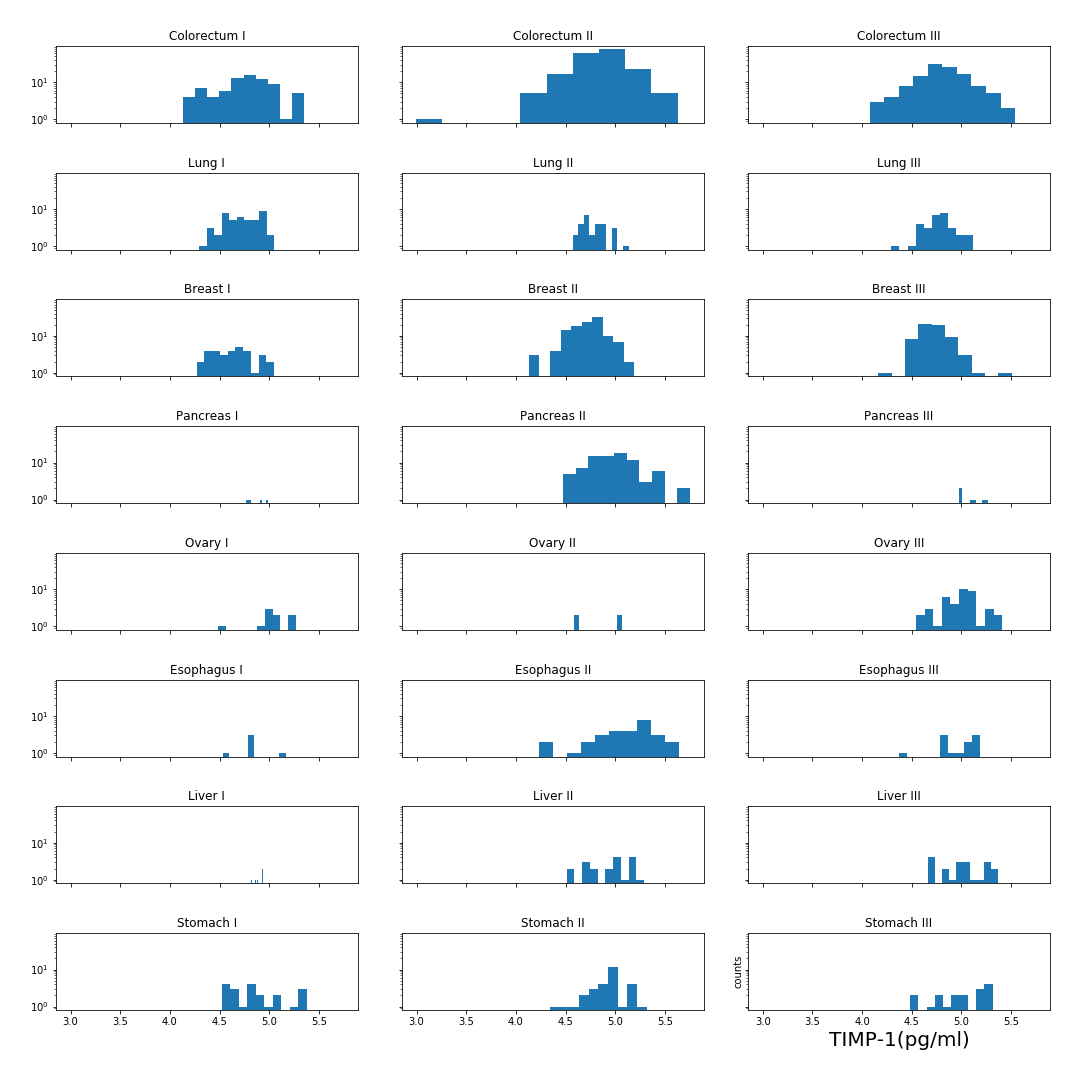 Colorectum I
Colorectum II
Colorectum III
10¹
10⁰
Lung I
Lung II
Lung III
10¹
10⁰
Breast I
Breast II
Breast III
10¹
10⁰
Pancreas I
Pancreas II
Pancreas III
10¹
10⁰
Ovary I
Ovary II
Ovary III
10¹
10⁰
Esophagus I
Esophagus II
Esophagus III
10¹
10⁰
Liver I
Liver II
Liver III
10¹
10⁰
Stomach I
Stomach II
Stomach III
10¹
10⁰
counts
3.0 3.5 4.0 4.5 5.0 5.5
3.0 3.5 4.0 4.5 5.0 5.5
3.0 3.5 4.0 4.5 5.0 5.5
TIMP-1(pg/ml)